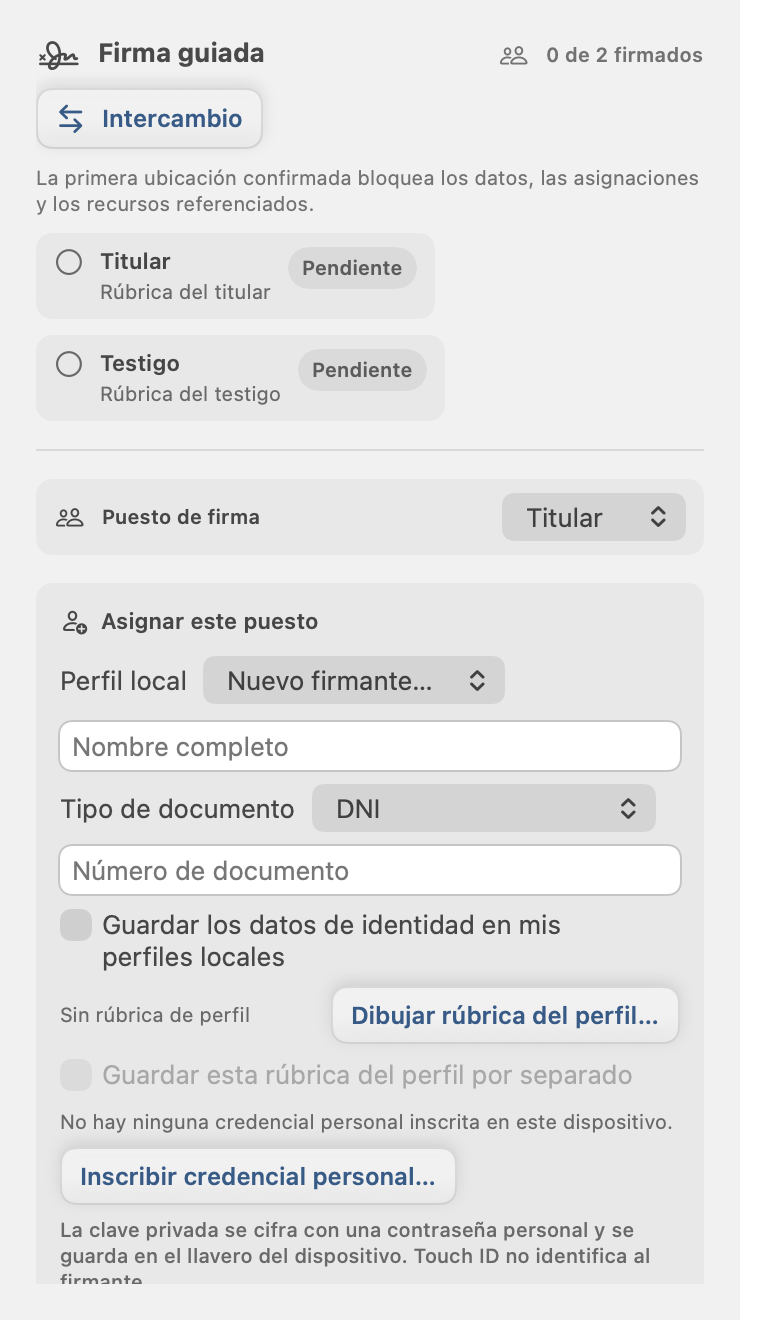 Firma guiada
0 de 2 firmados
Intercambio
La primera ubicación confirmada bloquea los datos, las asignaciones
y los recursos referenciados.
Titular
Pendiente
Rúbrica del titular
Testigo
Pendiente
Rúbrica del testigo
Puesto de firma
Titular
Asignar este puesto
Perfil local
Nuevo firmante...
Nombre completo
Tipo de documento
DNI
Número de documento
Guardar los datos de identidad en mis
perfiles locales
Sin rúbrica de perfil
Dibujar rúbrica del perfil...
Guardar esta rúbrica del perfil por separado
No hay ninguna credencial personal inscrita en este dispositivo.
Inscribir credencial personal...
La clave privada se cifra con una contraseña personal y se
guarda en el llavero del dispositivo. Touch ID no identifica al
firmante